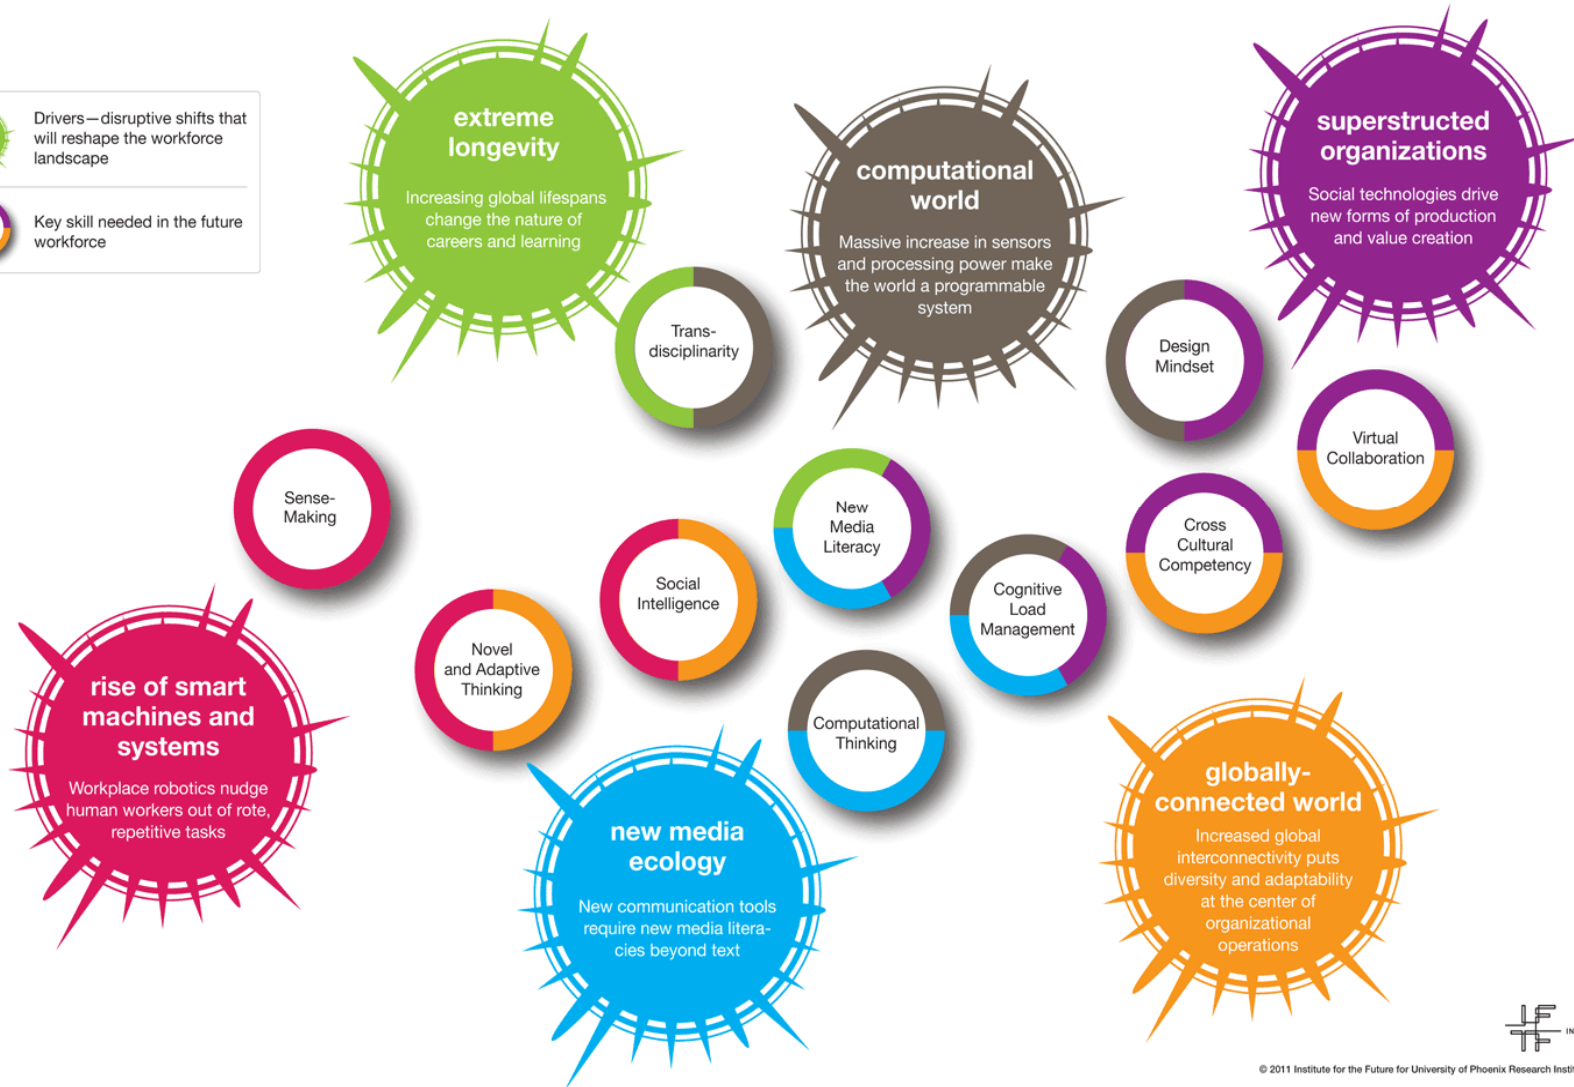 Drivers—disruptive shifts that
will reshape the workforce
landscape
Key skill needed in the future
workforce
extreme
longevity
Increasing global lifespans
change the nature of
careers and learning
computational
world
Massive increase in sensors
and processing power make
the world a programmable
system
superstructed
organizations
Social technologies drive
new forms of production
and value creation
Trans-
disciplinarity
Design
Mindset
Virtual
Collaboration
Sense-
Making
New
Media
Literacy
Cross
Cultural
Competency
Social
Intelligence
Cognitive
Load
Management
Novel
and Adaptive
Thinking
Computational
Thinking
rise of smart
machines and
systems
Workplace robotics nudge
human workers out of rote,
repetitive tasks
new media
ecology
New communication tools
require new media litera-
cies beyond text
globally-
connected world
Increased global
interconnectivity puts
diversity and adaptability
at the center of
organizational
operations
IN
© 2011 Institute for the Future for University of Phoenix Research Insti